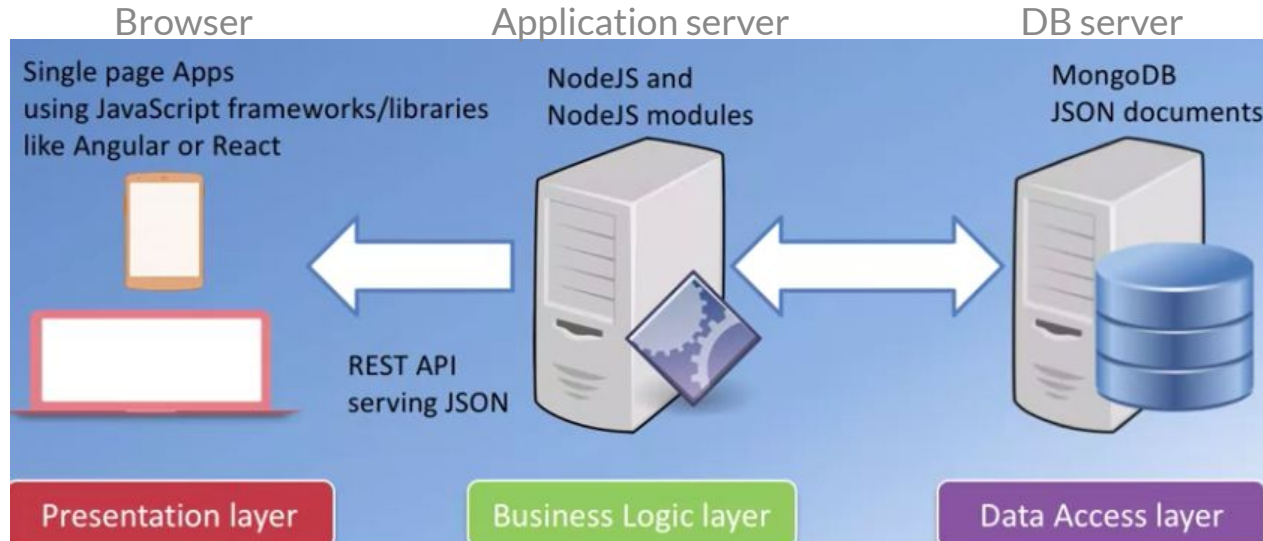 Browser
Application server
DB server
Single page Apps
using JavaScript frameworks/libraries
like Angular or React
NodeJS and
NodeJS modules
MongoDB
JSON documents
REST API
serving JSON
Presentation layer
Business Logic layer
Data Access layer